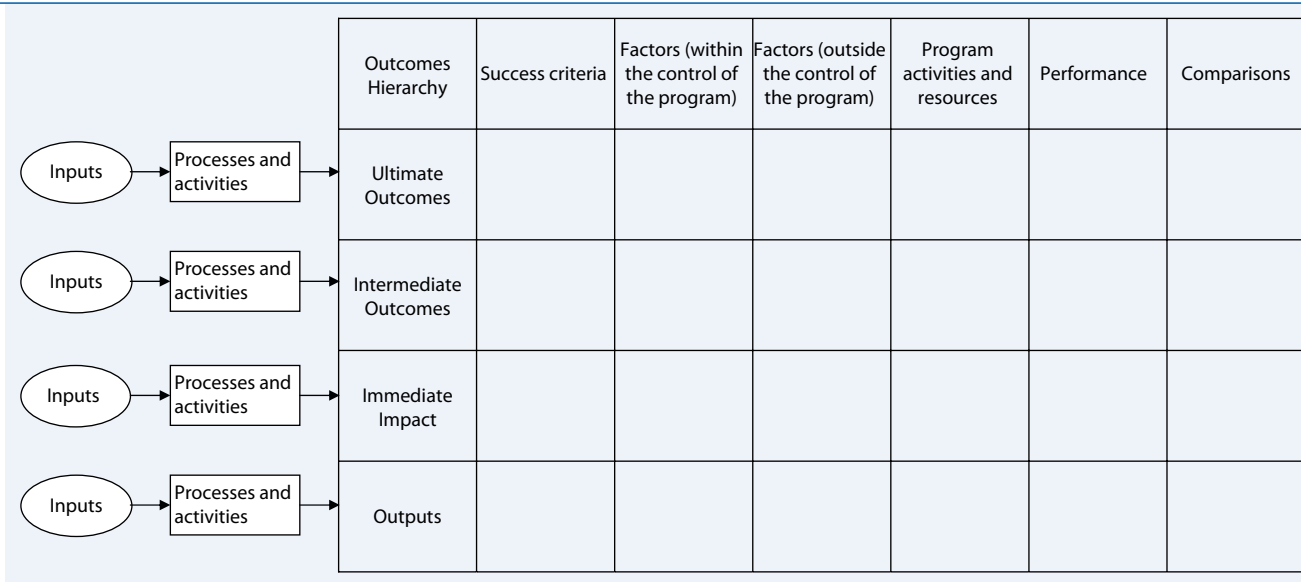 Outcomes
Hierarchy
Success criteria
Factors (within
the control of
the program)
Factors (outside
the control of
the program)
Program
activities and
resources
Performance
Comparisons
Inputs
Processes and
activities
Ultimate
Outcomes
Inputs
Processes and
activities
Intermediate
Outcomes
Inputs
Processes and
activities
Immediate
Impact
Inputs
Processes and
activities
Outputs